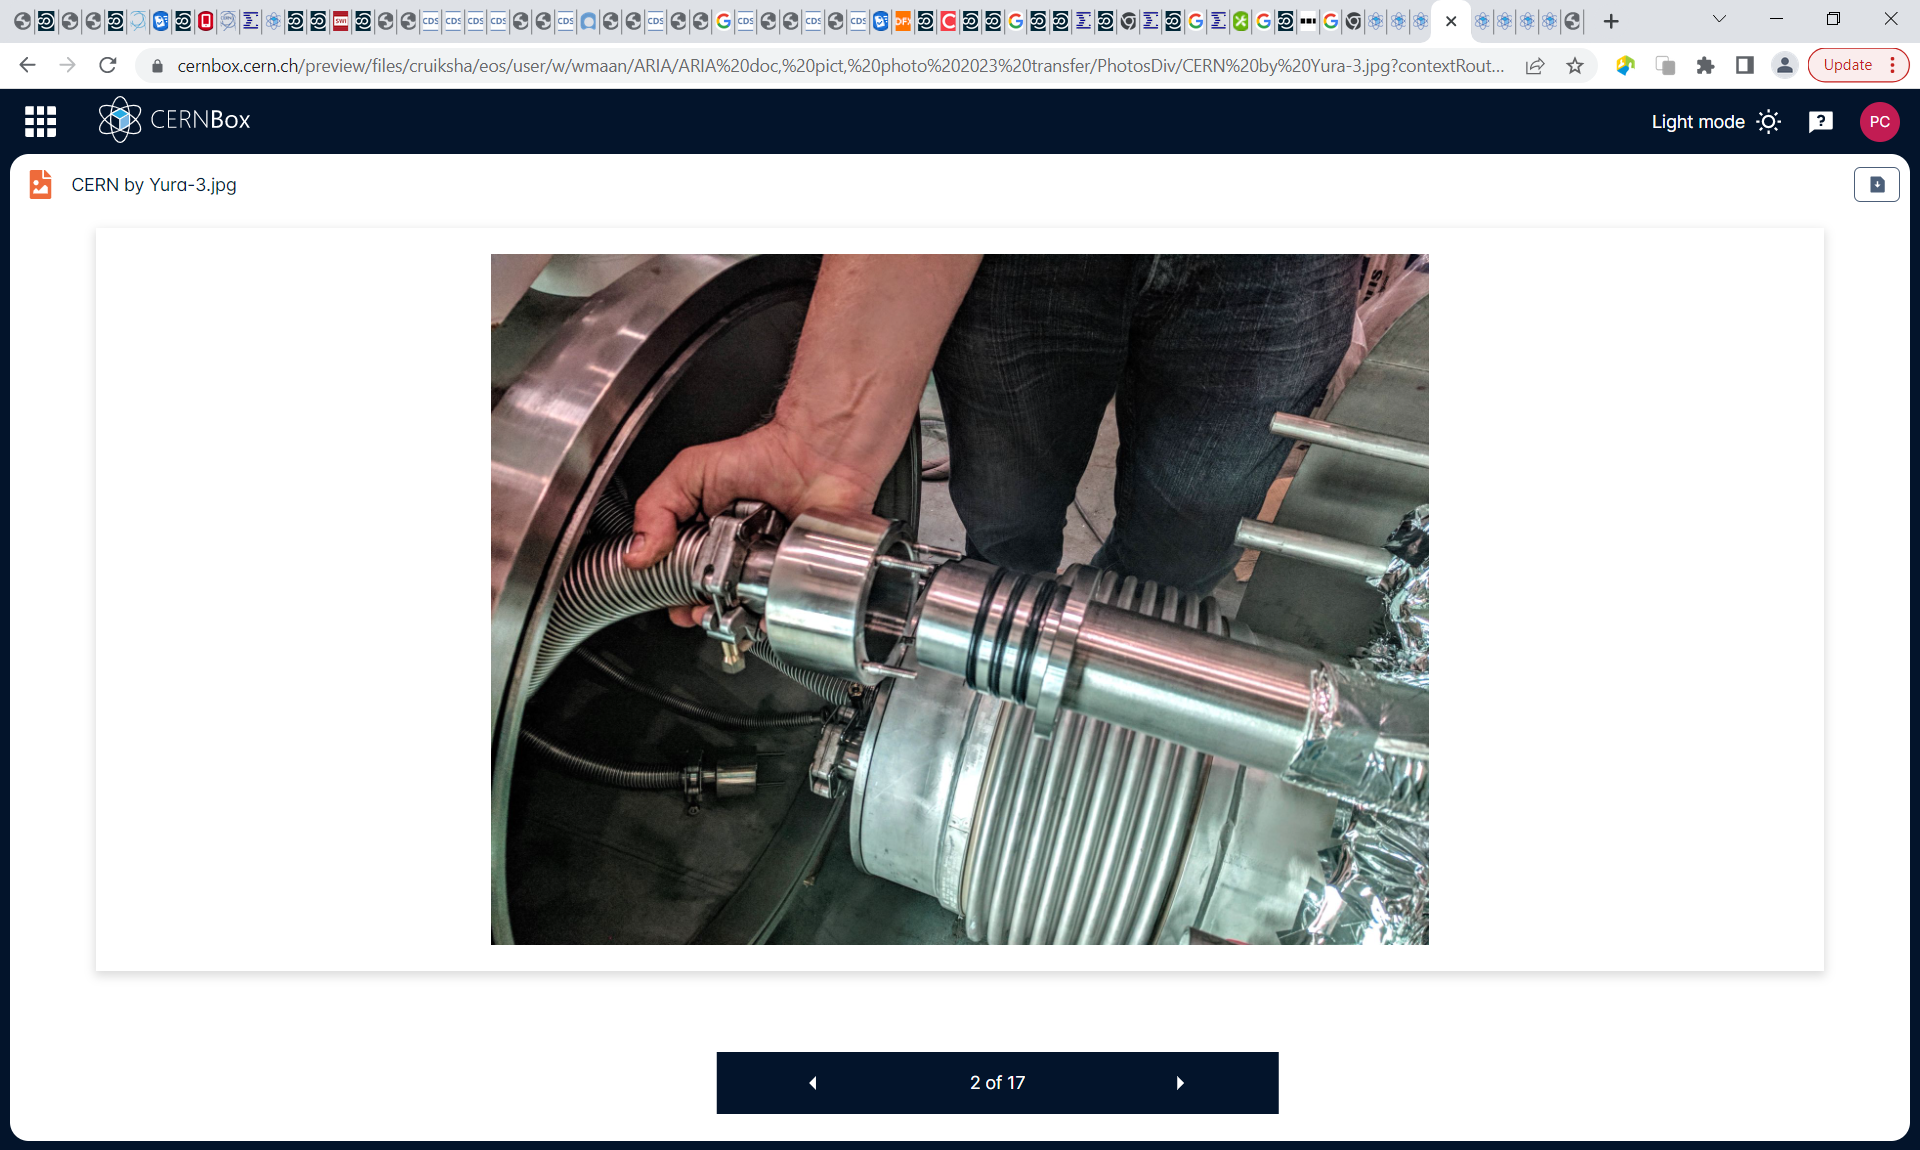 cernbox.cern.ch/preview/files/cruiksha/eos/user/w/wmaan/ARIA/ARIA%20doc,%20pict,%20photo%202023%20transfer/PhotosDiv/CERN%20by%20Yura-3.jpg?contextRout...
Update
CERNBox
Light mode
?
PC
CERN by Yura-3.jpg
2 of 17